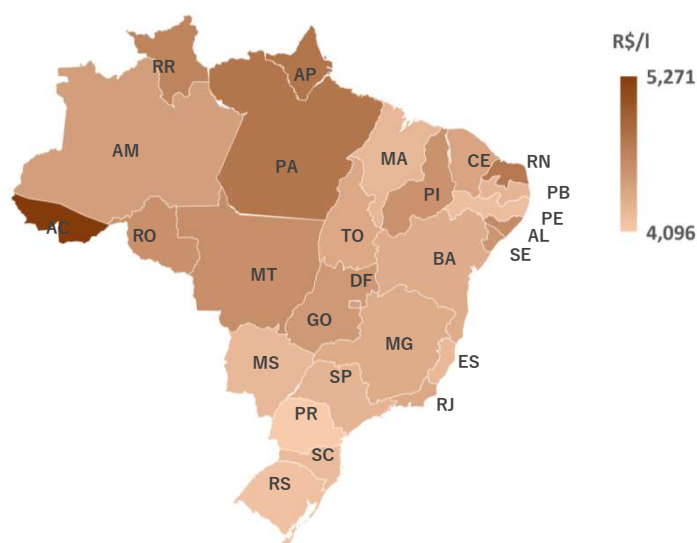 R$/l
5,271
4,096
RR
AP
AM
PA
MA
CE
RN
PI
PB
PE
AL
SE
AC
RO
TO
BA
MT
DF
GO
MG
ES
MS
SP
RJ
PR
SC
RS